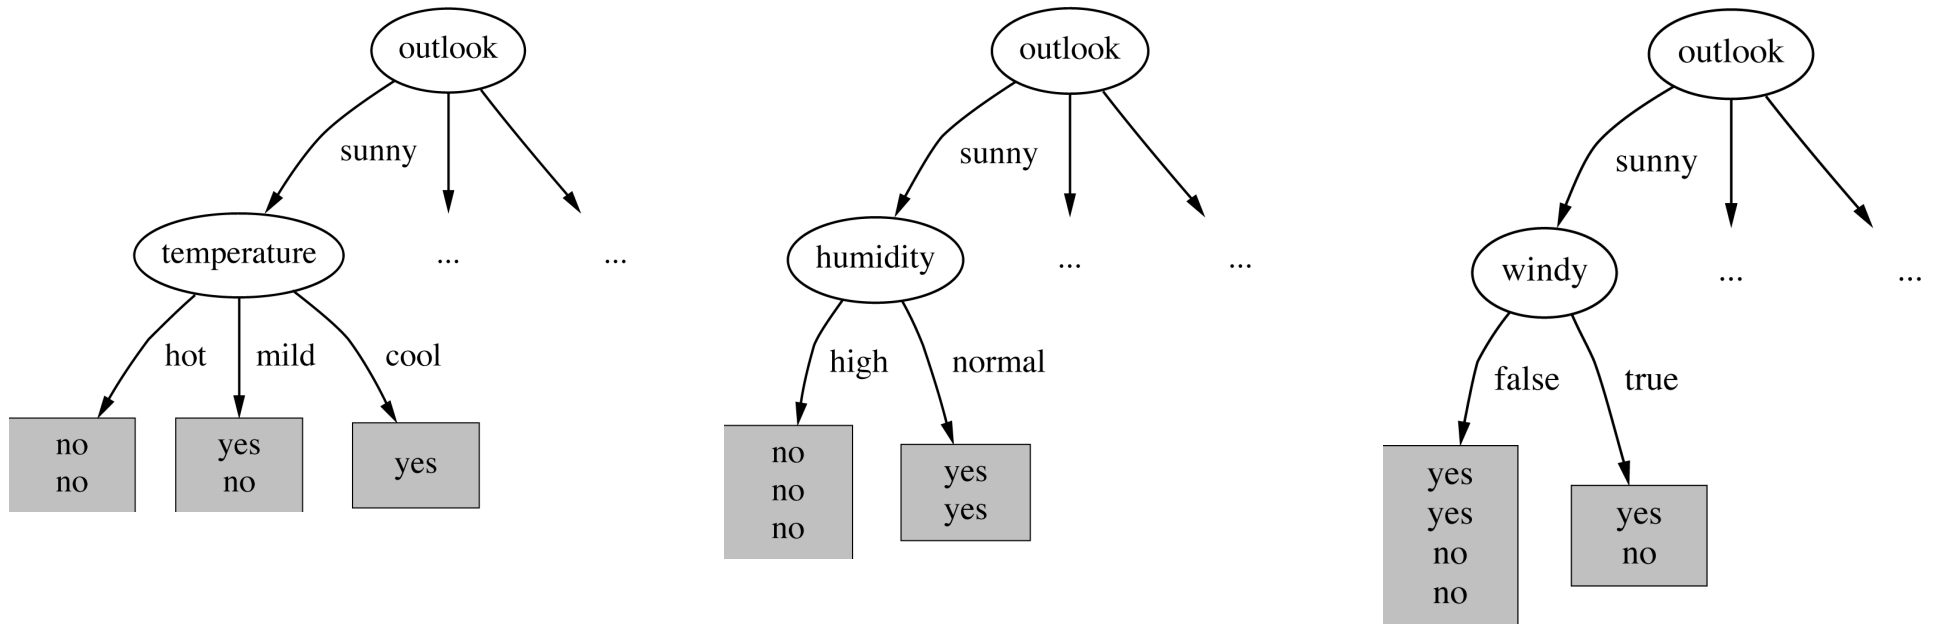 outlook
sunny
temperature
...
...
hot
mild
cool
no
no
yes
no
yes
outlook
sunny
humidity
...
...
high
normal
no
no
no
yes
yes
outlook
sunny
windy
...
...
false
true
yes
yes
no
no
yes
no